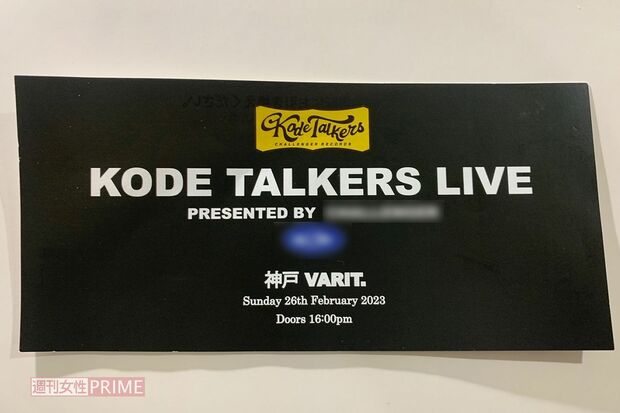 Kode Talkers
CHALLENGER RECORDS
KODE TALKERS LIVE
PRESENTED BY
神戸 VARIT.
Sunday 26th February 2023
Doors 16:00pm
週刊女性PRIME